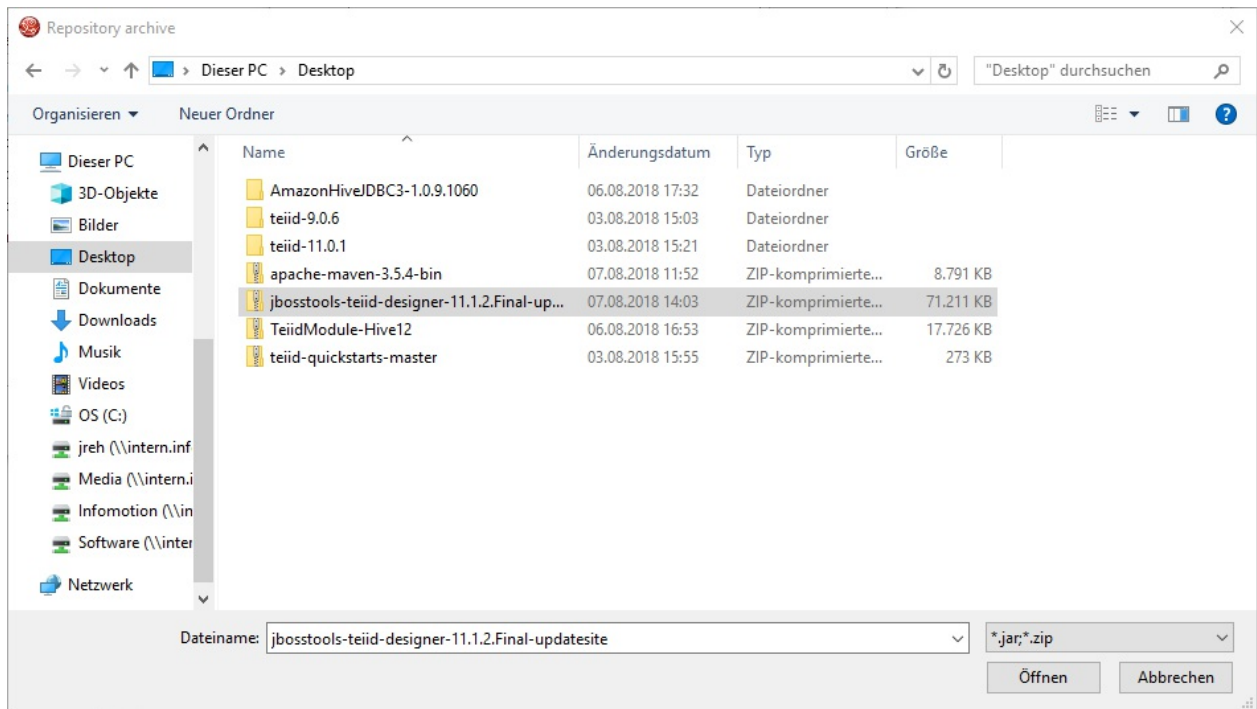 Repository archive
Dieser PC > Desktop
"Desktop" durchsuchen
Organisieren
Neuer Ordner
Name Änderungsdatum Typ Größe
AmazonHiveJDBC3-1.0.9.1060 06.08.2018 17:32 Dateiordner
teiid-9.0.6 03.08.2018 15:03 Dateiordner
teiid-11.0.1 03.08.2018 15:21 Dateiordner
apache-maven-3.5.4-bin 07.08.2018 11:52 ZIP-komprimierte... 8.791 KB
jbosstools-teiid-designer-11.1.2.Final-up... 07.08.2018 14:03 ZIP-komprimierte... 71.211 KB
TeiidModule-Hive12 06.08.2018 16:53 ZIP-komprimierte... 17.726 KB
teiid-quickstarts-master 03.08.2018 15:55 ZIP-komprimierte... 273 KB
Dieser PC
3D-Objekte
Bilder
Desktop
Dokumente
Downloads
Musik
Videos
OS (C:)
jreh (\\intern.inf
Media (\\intern.i
Infomotion (\\in
Software (\\inter
Netzwerk
Dateiname: jbosstools-teiid-designer-11.1.2.Final-updatesite
*.jar;*.zip
Öffnen
Abbrechen